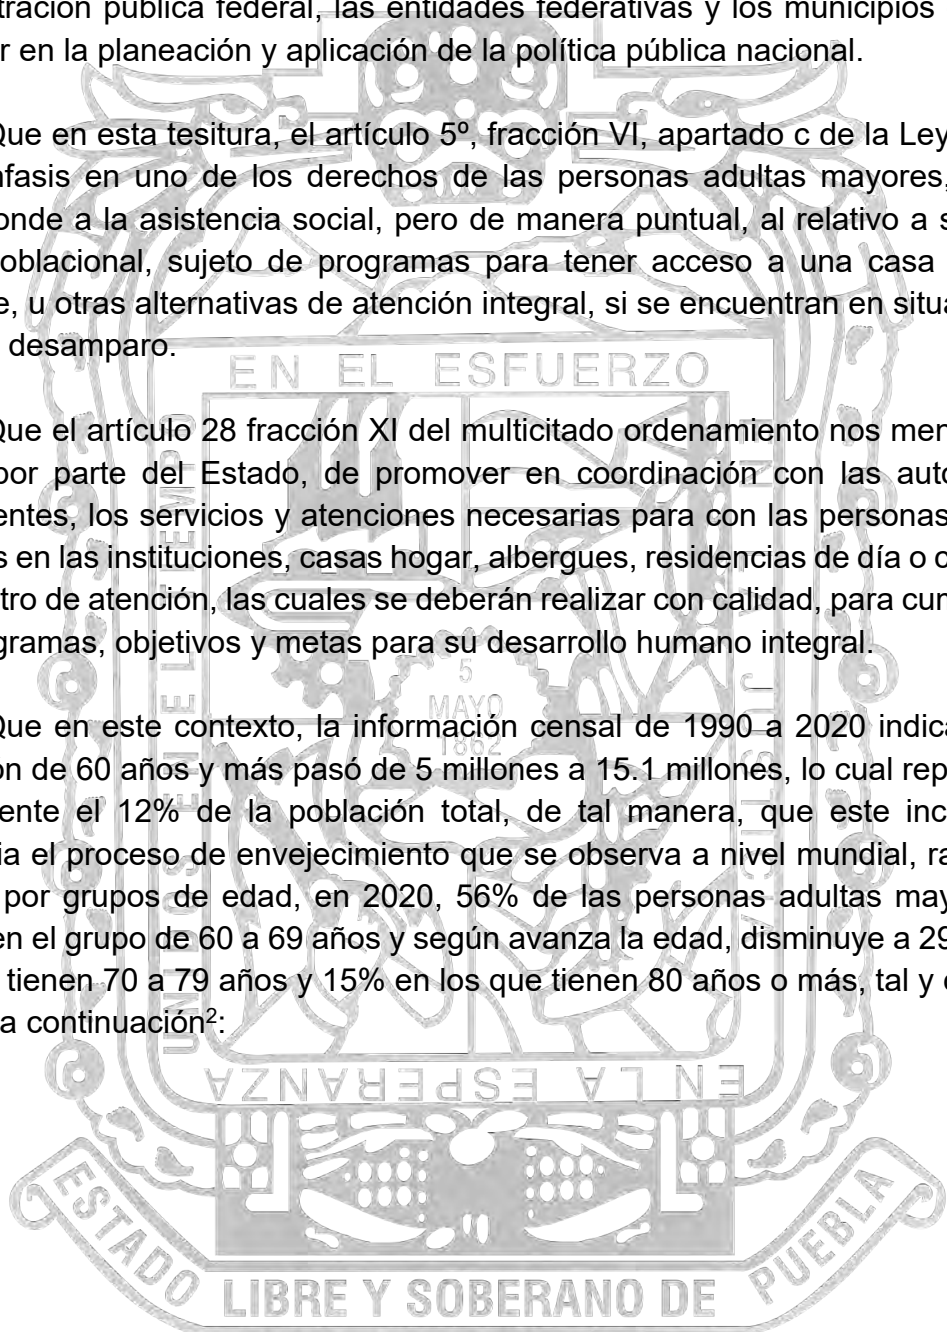 tración pública federal, las entidades federativas y los municipios
r en la planeación y aplicación de la política pública nacional.
Que en esta tesitura, el artículo 5º, fracción VI, apartado c de la Ley
nfasis en uno de los derechos de las personas adultas mayores,
onde a la asistencia social, pero de manera puntual, al relativo a s
oblacional, sujeto de programas para tener acceso a una casa
e, u otras alternativas de atención integral, si se encuentran en situa
desamparo.
Que el artículo 28 fracción XI del multicitado ordenamiento nos men
por parte del Estado, de promover en coordinación con las auto
entes, los servicios y atenciones necesarias para con las personas
s en las instituciones, casas hogar, albergues, residencias de día o c
tro de atención, las cuales se deberán realizar con calidad, para cum
gramas, objetivos y metas para su desarrollo humano integral.
Que en este contexto, la información censal de 1990 a 2020 indica
ón de 60 años y más pasó de 5 millones a 15.1 millones, lo cual rep
ente el 12% de la población total, de tal manera, que este inc
ia el proceso de envejecimiento que se observa a nivel mundial, ra
por grupos de edad, en 2020, 56% de las personas adultas may
en el grupo de 60 a 69 años y según avanza la edad, disminuye a 29
tienen 70 a 79 años y 15% en los que tienen 80 años o más, tal y c
a continuación²:
UNIDOS EN EL TIEMPO
EN EL ESFUERZO
EN LA JUSTICIA Y
EN LA ESPERANZA
5
MAYO
1862
ESTADO LIBRE Y SOBERANO DE PUEBLA